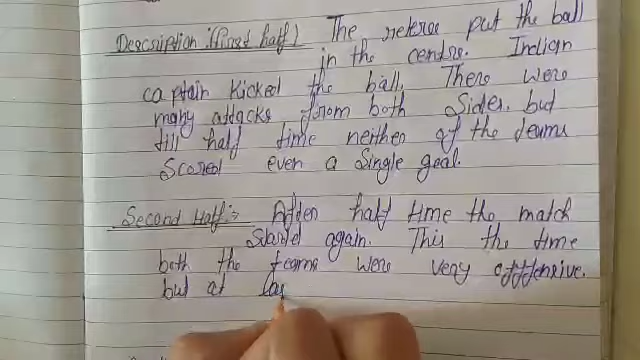 Description :(First half) The referee put the ball
in the centre. Indian
captain kicked the ball. There were
many attacks from both sides. but
till half time neither of the teams
Scored even a single goal.
Second Half:- After half time the match
Started again. This the time
both the teams were very offensive.
but at las